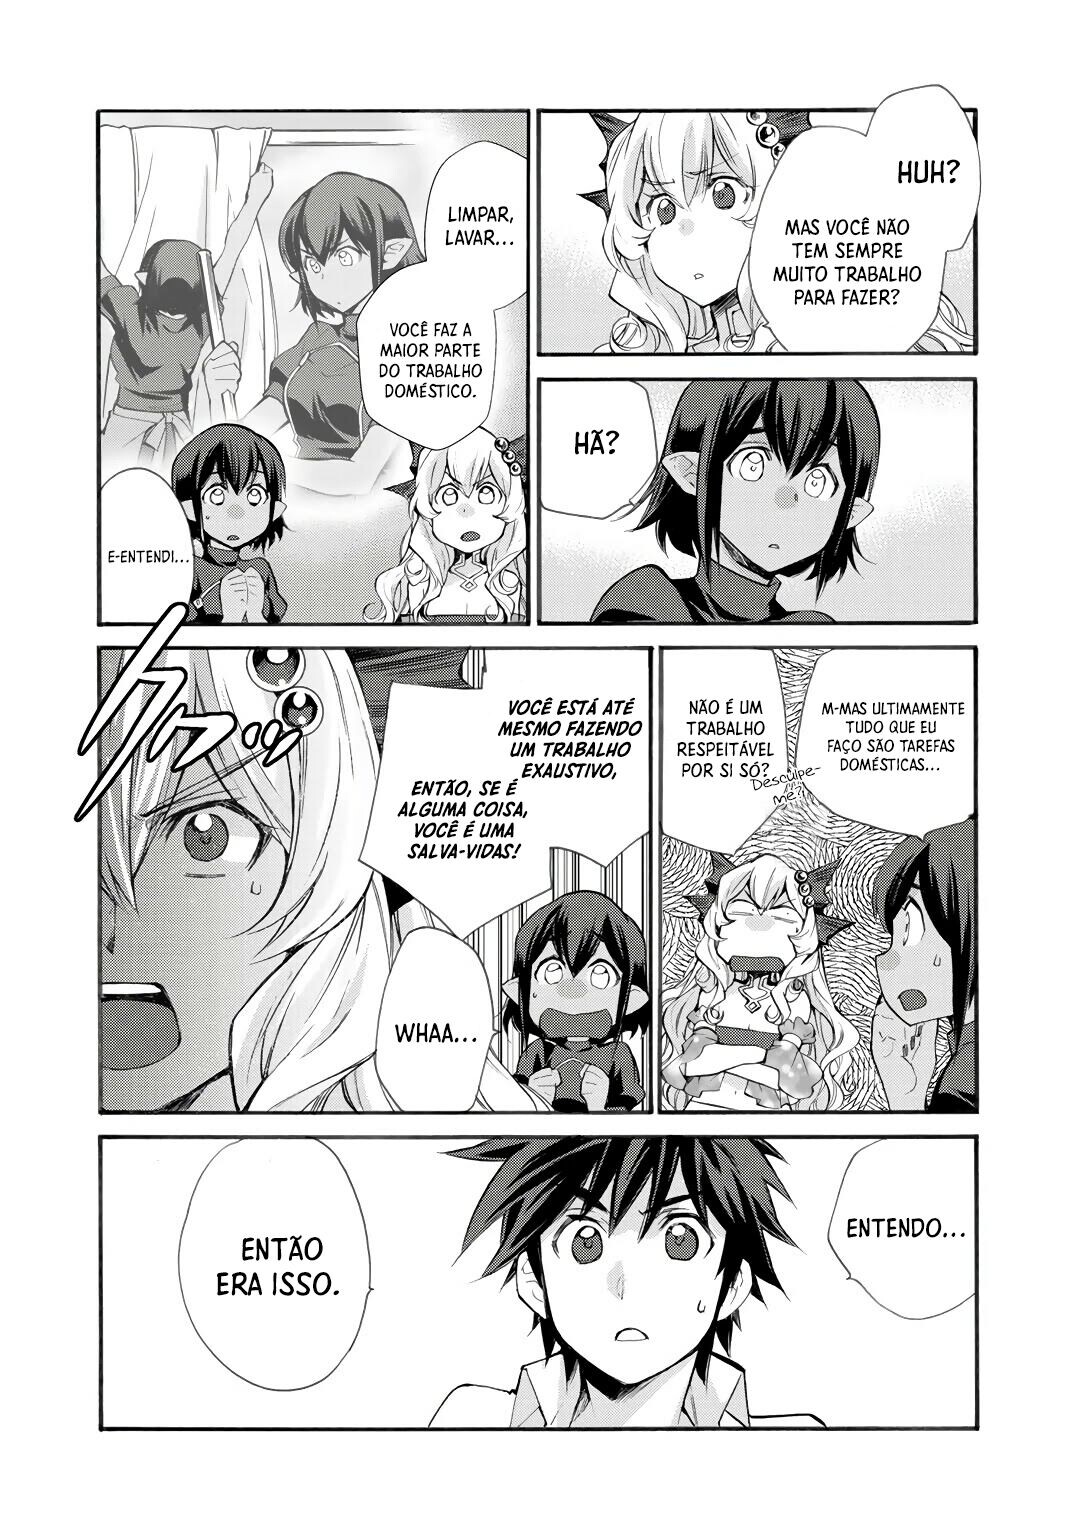 HUH?
MAS VOCÊ NÃO
TEM SEMPRE
MUITO TRABALHO
PARA FAZER?
HÃ?
LIMPAR,
LAVAR...
VOCÊ FAZ A
MAIOR PARTE
DO TRABALHO
DOMÉSTICO.
E-ENTENDI...
M-MAS ULTIMAMENTE
TUDO QUE EU
FAÇO SÃO TAREFAS
DOMÉSTICAS...
NÃO É UM
TRABALHO
RESPEITÁVEL
POR SI SÓ?
Desculpe-
me?!
VOCÊ ESTÁ ATÉ
MESMO FAZENDO
UM TRABALHO
EXAUSTIVO,
ENTÃO, SE É
ALGUMA COISA,
VOCÊ É UMA
SALVA-VIDAS!
WHAA...
クワッ
ENTENDO...
ENTÃO
ERA ISSO.